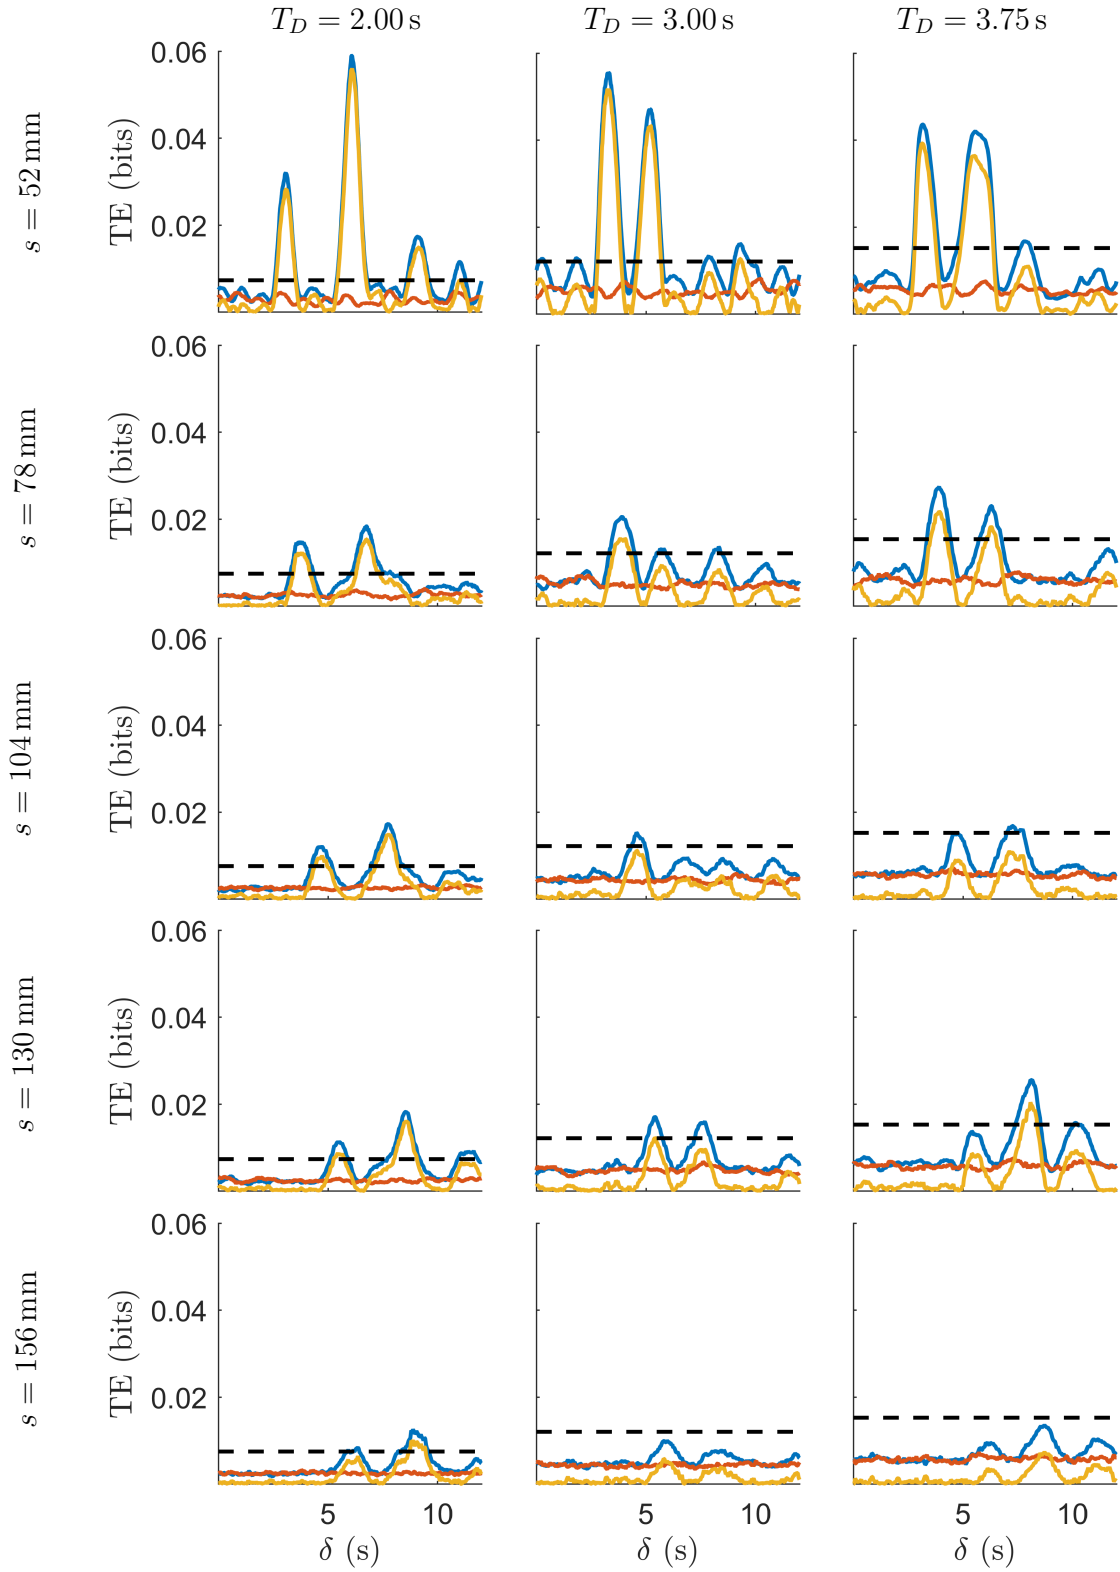 T_D = 2.00 s T_D = 3.00 s T_D = 3.75 s
s = 52 mm
TE (bits)
0.06
0.04
0.02
s = 78 mm
TE (bits)
0.06
0.04
0.02
s = 104 mm
TE (bits)
0.06
0.04
0.02
s = 130 mm
TE (bits)
0.06
0.04
0.02
s = 156 mm
TE (bits)
0.06
0.04
0.02
5 10 5 10 5 10
δ (s) δ (s) δ (s)